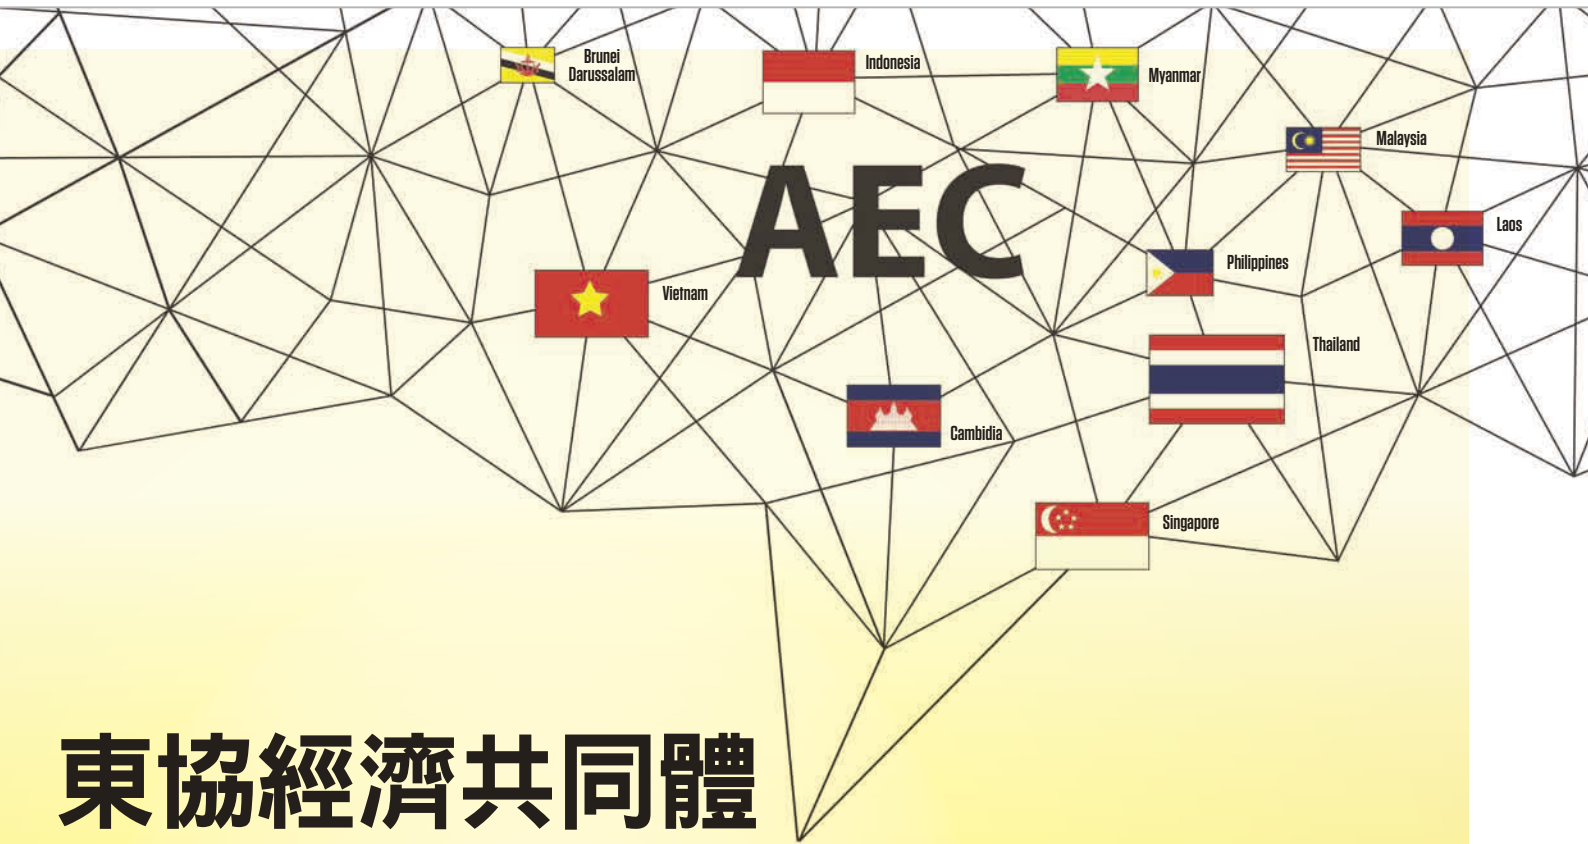 Brunei
Darussalam
Indonesia
Myanmar
Malaysia
AEC
Laos
Philippines
Vietnam
Thailand
Cambidia
Singapore
東協經濟共同體